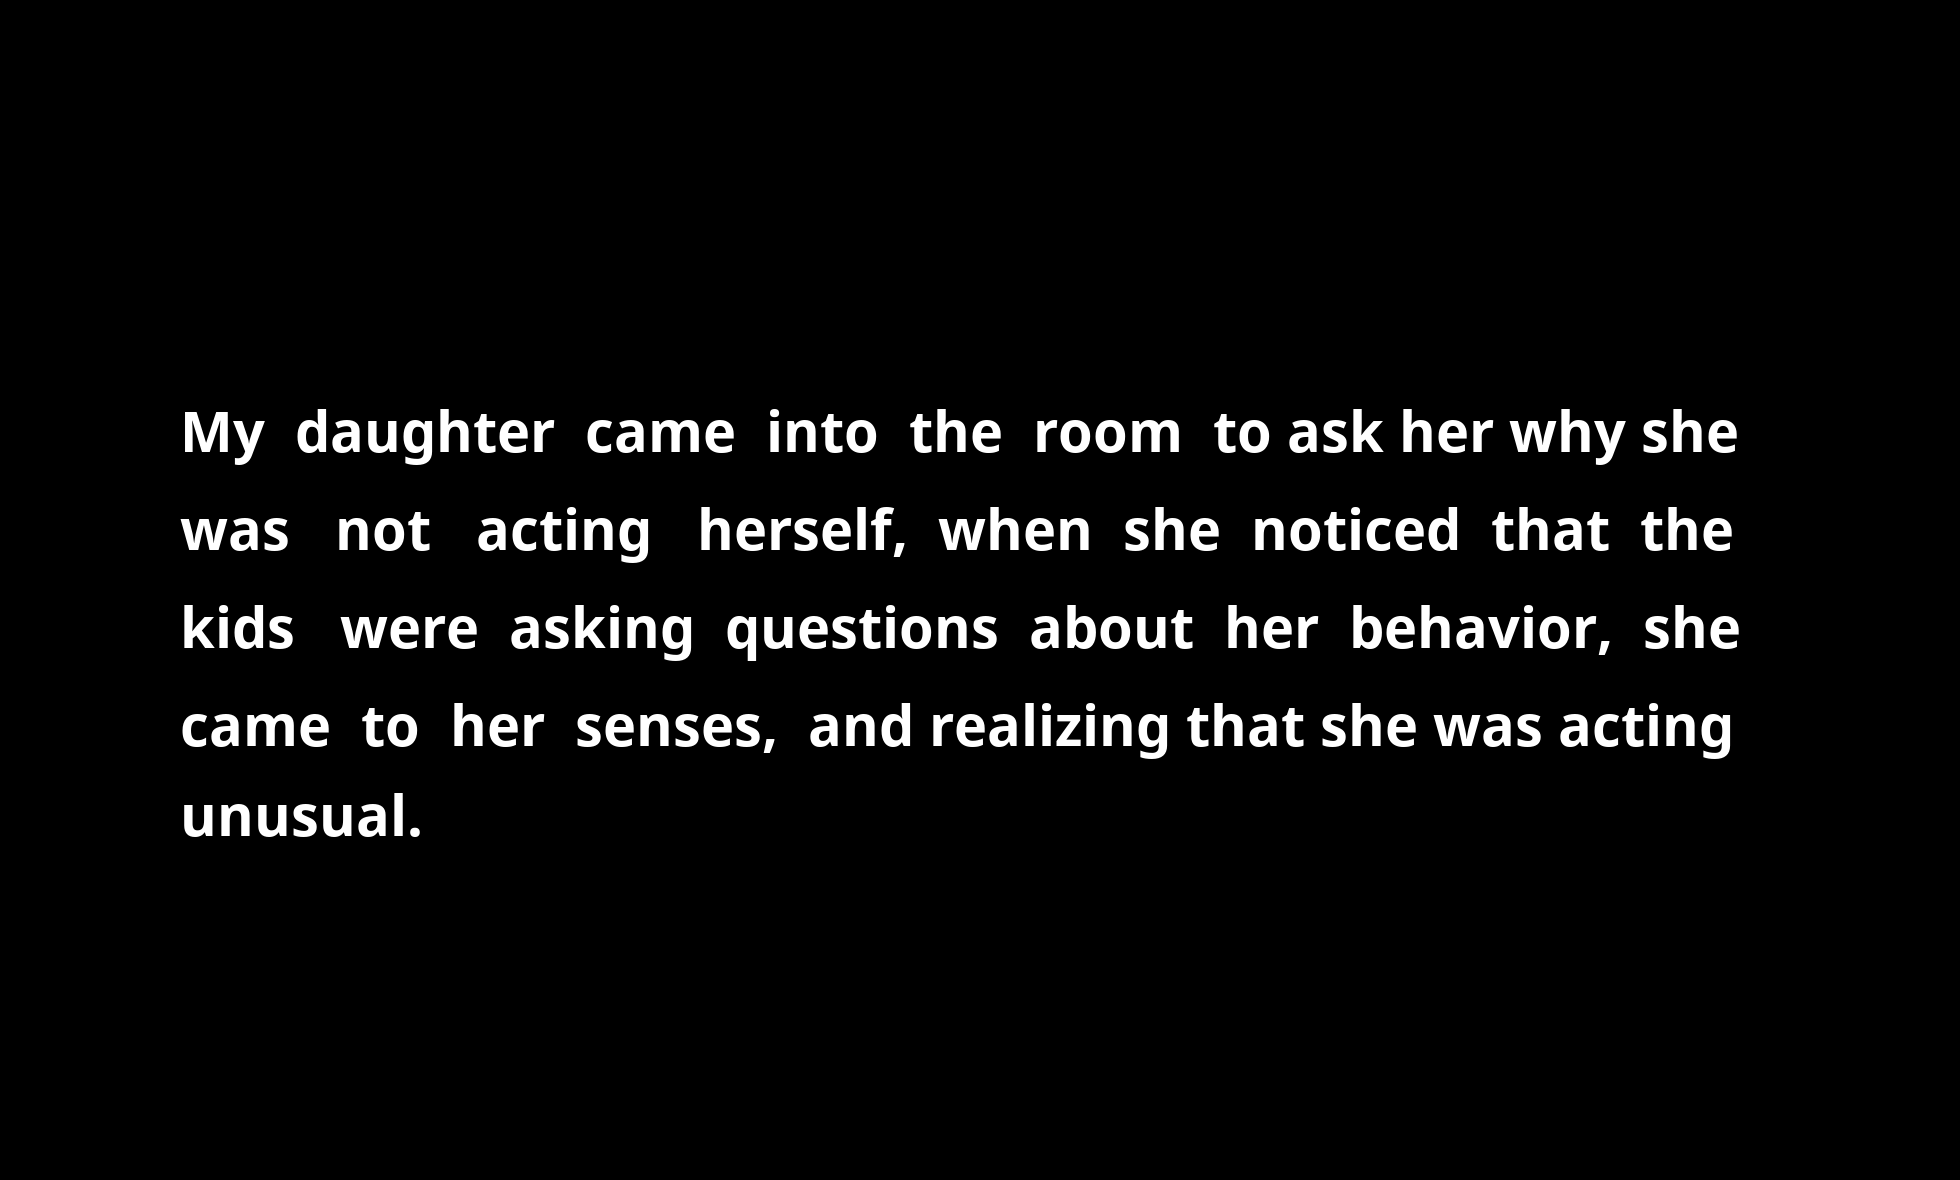 My daughter came into the room to ask her why she
was not acting herself, when she noticed that the
kids were asking questions about her behavior, she
came to her senses, and realizing that she was acting
unusual.